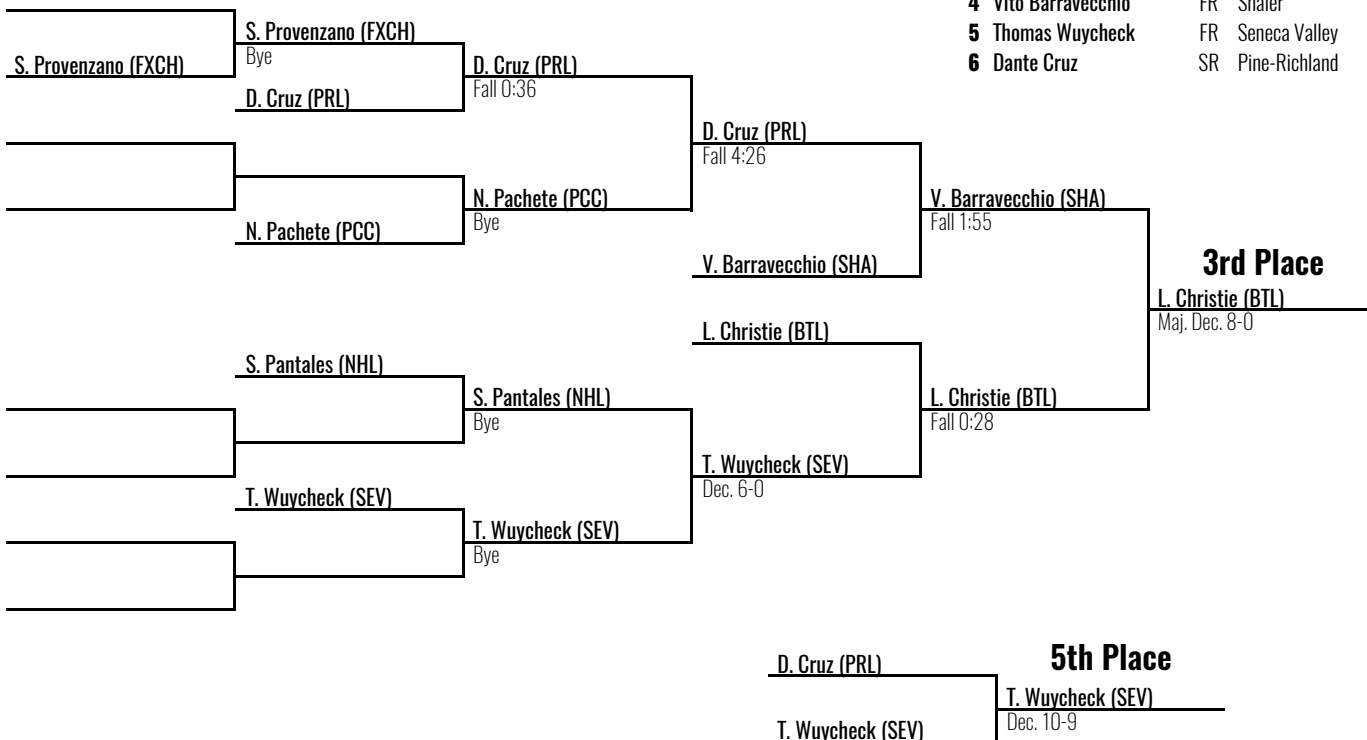 4 Vito Barravecchio FR Shaler
S. Provenzano (FXCH)
5 Thomas Wuycheck FR Seneca Valley
Bye
S. Provenzano (FXCH)
D. Cruz (PRL)
6 Dante Cruz SR Pine-Richland
Fall 0:36
D. Cruz (PRL)
D. Cruz (PRL)
Fall 4:26
N. Pachete (PCC)
V. Barravecchio (SHA)
Bye
Fall 1:55
N. Pachete (PCC)
V. Barravecchio (SHA)
3rd Place
L. Christie (BTL)
Maj. Dec. 8-0
L. Christie (BTL)
S. Pantales (NHL)
S. Pantales (NHL)
L. Christie (BTL)
Bye
Fall 0:28
T. Wuycheck (SEV)
Dec. 6-0
T. Wuycheck (SEV)
T. Wuycheck (SEV)
Bye
D. Cruz (PRL)
5th Place
T. Wuycheck (SEV)
Dec. 10-9
T. Wuycheck (SEV)